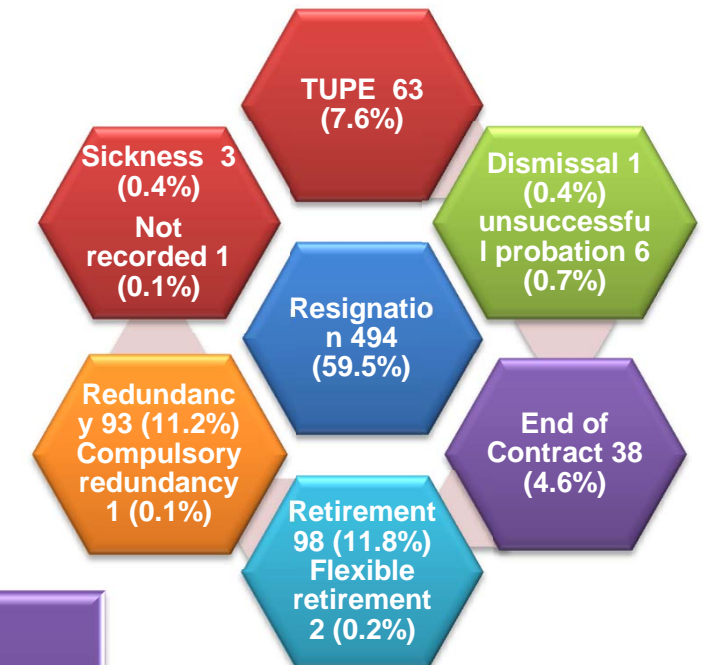 TUPE  63
(7.6%)
Sickness  3
(0.4%)
Not
recorded 1
(0.1%)
Dismissal 1
(0.4%)
unsuccessfu
l probation 6
(0.7%)
Resignatio
n 494
(59.5%)
Redundanc
y 93 (11.2%)
Compulsory
redundancy
1 (0.1%)
End of
Contract 38
(4.6%)
Retirement
98 (11.8%)
Flexible
retirement
2 (0.2%)